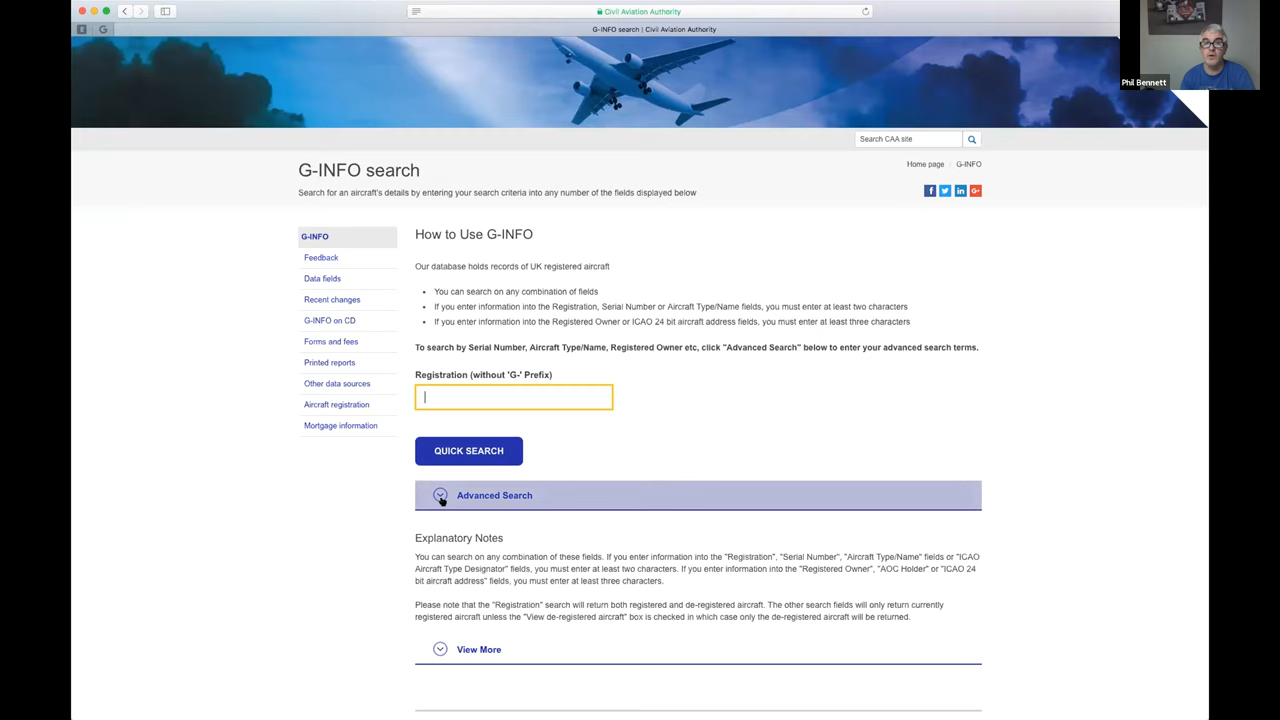 Civil Aviation Authority
G-INFO search | Civil Aviation Authority
Phil Bennett
Search CAA site
G-INFO search
Home page
G-INFO
Search for an aircraft's details by entering your search criteria into any number of the fields displayed below
G-INFO
Feedback
Data fields
Recent changes
G-INFO on CD
Forms and fees
Printed reports
Other data sources
Aircraft registration
Mortgage information
How to Use G-INFO
Our database holds records of UK registered aircraft
• You can search on any combination of fields
• If you enter information into the Registration, Serial Number or Aircraft Type/Name fields, you must enter at least two characters
• If you enter information into the Registered Owner or ICAO 24 bit aircraft address fields, you must enter at least three characters
To search by Serial Number, Aircraft Type/Name, Registered Owner etc, click "Advanced Search" below to enter your advanced search terms.
Registration (without 'G-' Prefix)
QUICK SEARCH
Advanced Search
Explanatory Notes
You can search on any combination of these fields. If you enter information into the "Registration", "Serial Number", "Aircraft Type/Name" fields or "ICAO
Aircraft Type Designator" fields, you must enter at least two characters. If you enter information into the "Registered Owner", "AOC Holder" or "ICAO 24
bit aircraft address" fields, you must enter at least three characters.
Please note that the "Registration" search will return both registered and de-registered aircraft. The other search fields will only return currently
registered aircraft unless the "View de-registered aircraft" box is checked in which case only the de-registered aircraft will be returned.
View More